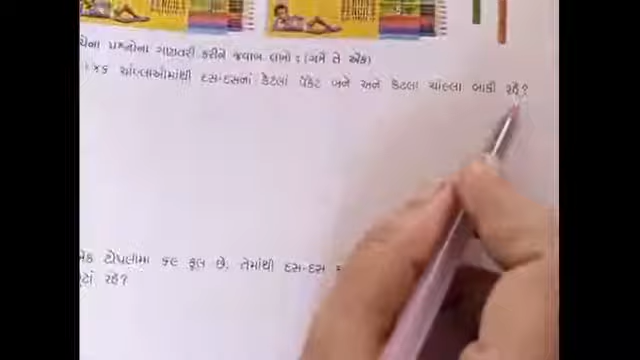 પ્રશ્નોના ગણતરી કરીને જવાબ લખો : (ગમે તે એક)
ચાંલ્લાઓમાંથી દસ-દસનાં કેટલાં પેકેટ બને અને કેટલા ચાંલ્લા બાકી રહે?
ટોપલીમાં ફૂલ છે. તેમાંથી દસ-દસ
રહે?